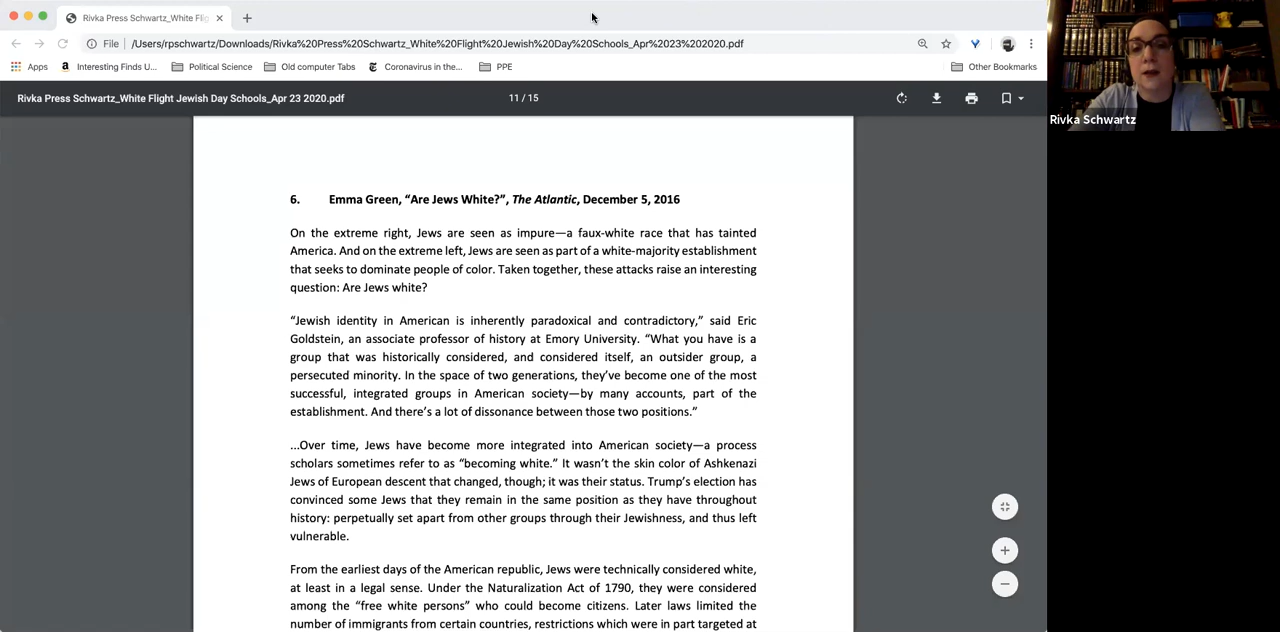 Rivka Press Schwartz_White Flig
File
/Users/rpschwartz/Downloads/Rivka%20Press%20Schwartz_White%20Flight%20Jewish%20Day%20Schools_Apr%2023%202020.pdf
Apps
Interesting Finds U...
Political Science
Old computer Tabs
Coronavirus in the...
PPE
Other Bookmarks
Rivka Press Schwartz_White Flight Jewish Day Schools_Apr 23 2020.pdf
11 / 15
Rivka Schwartz
6. Emma Green, “Are Jews White?”, The Atlantic, December 5, 2016
On the extreme right, Jews are seen as impure—a faux-white race that has tainted
America. And on the extreme left, Jews are seen as part of a white-majority establishment
that seeks to dominate people of color. Taken together, these attacks raise an interesting
question: Are Jews white?
“Jewish identity in American is inherently paradoxical and contradictory,” said Eric
Goldstein, an associate professor of history at Emory University. “What you have is a
group that was historically considered, and considered itself, an outsider group, a
persecuted minority. In the space of two generations, they’ve become one of the most
successful, integrated groups in American society—by many accounts, part of the
establishment. And there’s a lot of dissonance between those two positions.”
...Over time, Jews have become more integrated into American society—a process
scholars sometimes refer to as “becoming white.” It wasn’t the skin color of Ashkenazi
Jews of European descent that changed, though; it was their status. Trump’s election has
convinced some Jews that they remain in the same position as they have throughout
history: perpetually set apart from other groups through their Jewishness, and thus left
vulnerable.
From the earliest days of the American republic, Jews were technically considered white,
at least in a legal sense. Under the Naturalization Act of 1790, they were considered
among the “free white persons” who could become citizens. Later laws limited the
number of immigrants from certain countries, restrictions which were in part targeted at